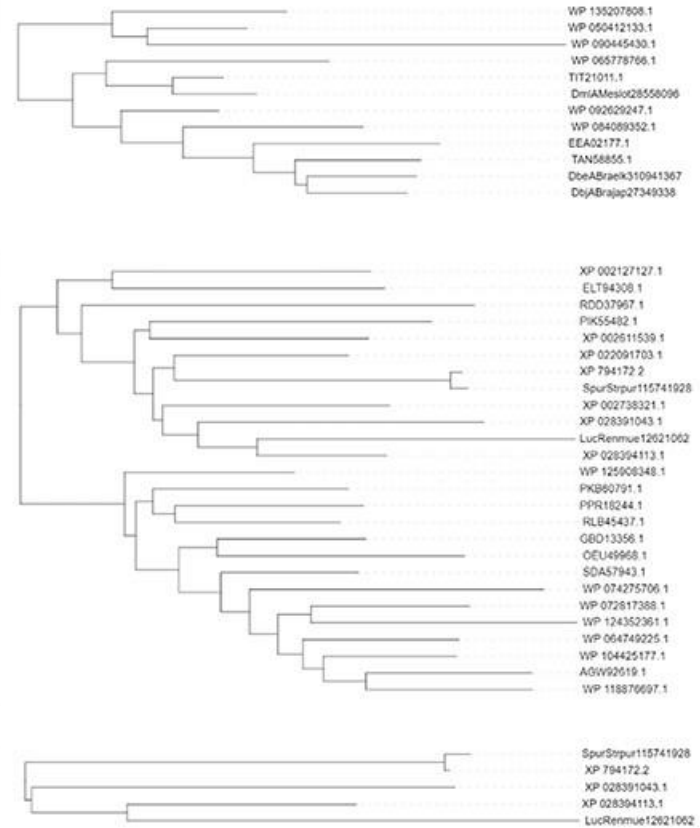 WP 135207808.1
WP 050412133.1
WP 090445430.1
WP 065778766.1
TIT21011.1
DmlAMeslot28558096
WP 092629247.1
WP 084089352.1
EEA02177.1
TAN58855.1
DbeABraelk310941367
DbjABrajap27349338
XP 002127127.1
ELT94308.1
RDD37967.1
PIK55482.1
XP 002611539.1
XP 022091703.1
XP 794172.2
SpurStrpur115741928
XP 002738321.1
XP 028391043.1
LucRenmue12621062
XP 028394113.1
WP 125908348.1
PKB60791.1
PPR18244.1
RLB45437.1
GBD13356.1
OEU49968.1
SDA57943.1
WP 074275706.1
WP 072817388.1
WP 124352361.1
WP 064749225.1
WP 104425177.1
AGW92619.1
WP 118876697.1
SpurStrpur115741928
XP 794172.2
XP 028391043.1
XP 028394113.1
LucRenmue12621062